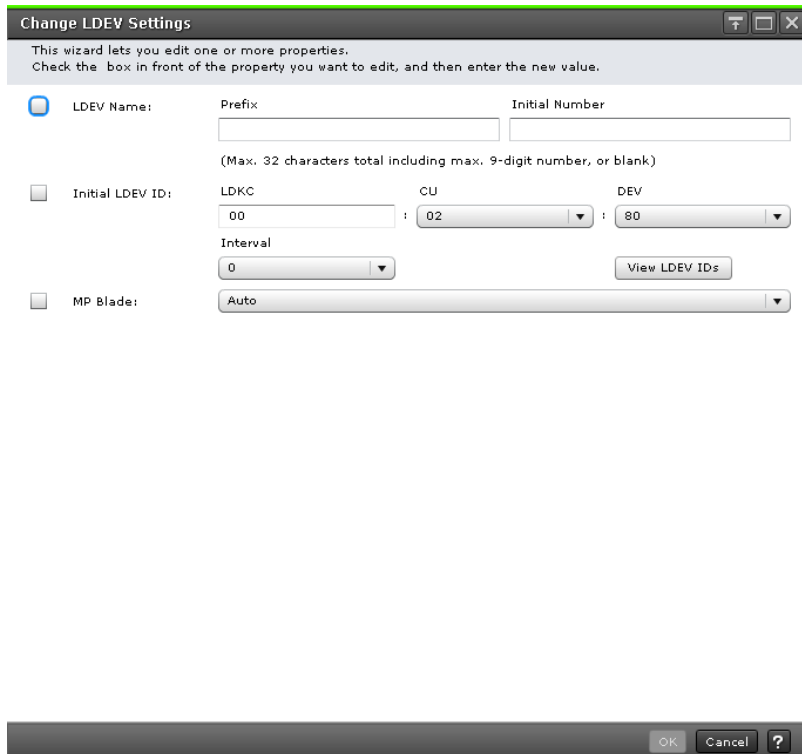 Change LDEV Settings
This wizard lets you edit one or more properties.
Check the box in front of the property you want to edit, and then enter the new value.
LDEV Name:
Prefix
Initial Number
(Max. 32 characters total including max. 9-digit number, or blank)
Initial LDEV ID:
LDKC
CU
DEV
00
:
02
:
80
Interval
0
View LDEV IDs
MP Blade:
Auto
OK
Cancel
?